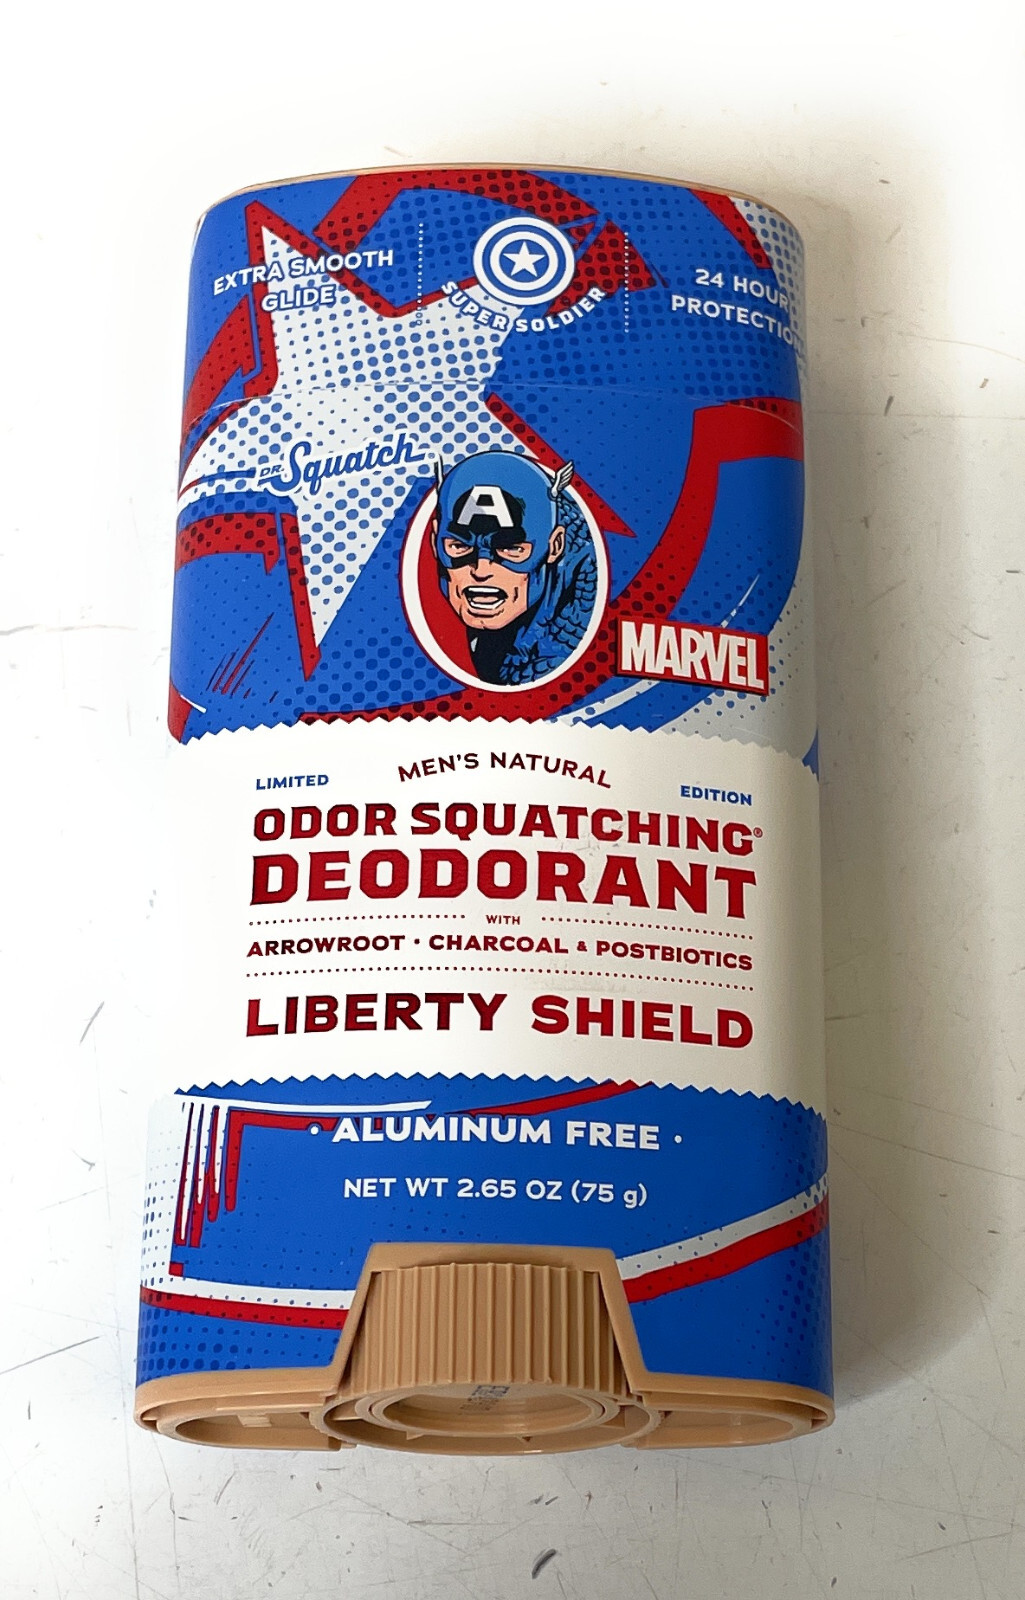 EXTRA SMOOTH
GLIDE
SUPER SOLDIER
24 HOUR
PROTECTION
DR. Squatch
A
MARVEL
LIMITED
MEN'S NATURAL
EDITION
ODOR SQUATCHING®
DEODORANT
WITH
ARROWROOT • CHARCOAL & POSTBIOTICS
LIBERTY SHIELD
• ALUMINUM FREE •
NET WT 2.65 OZ (75 g)